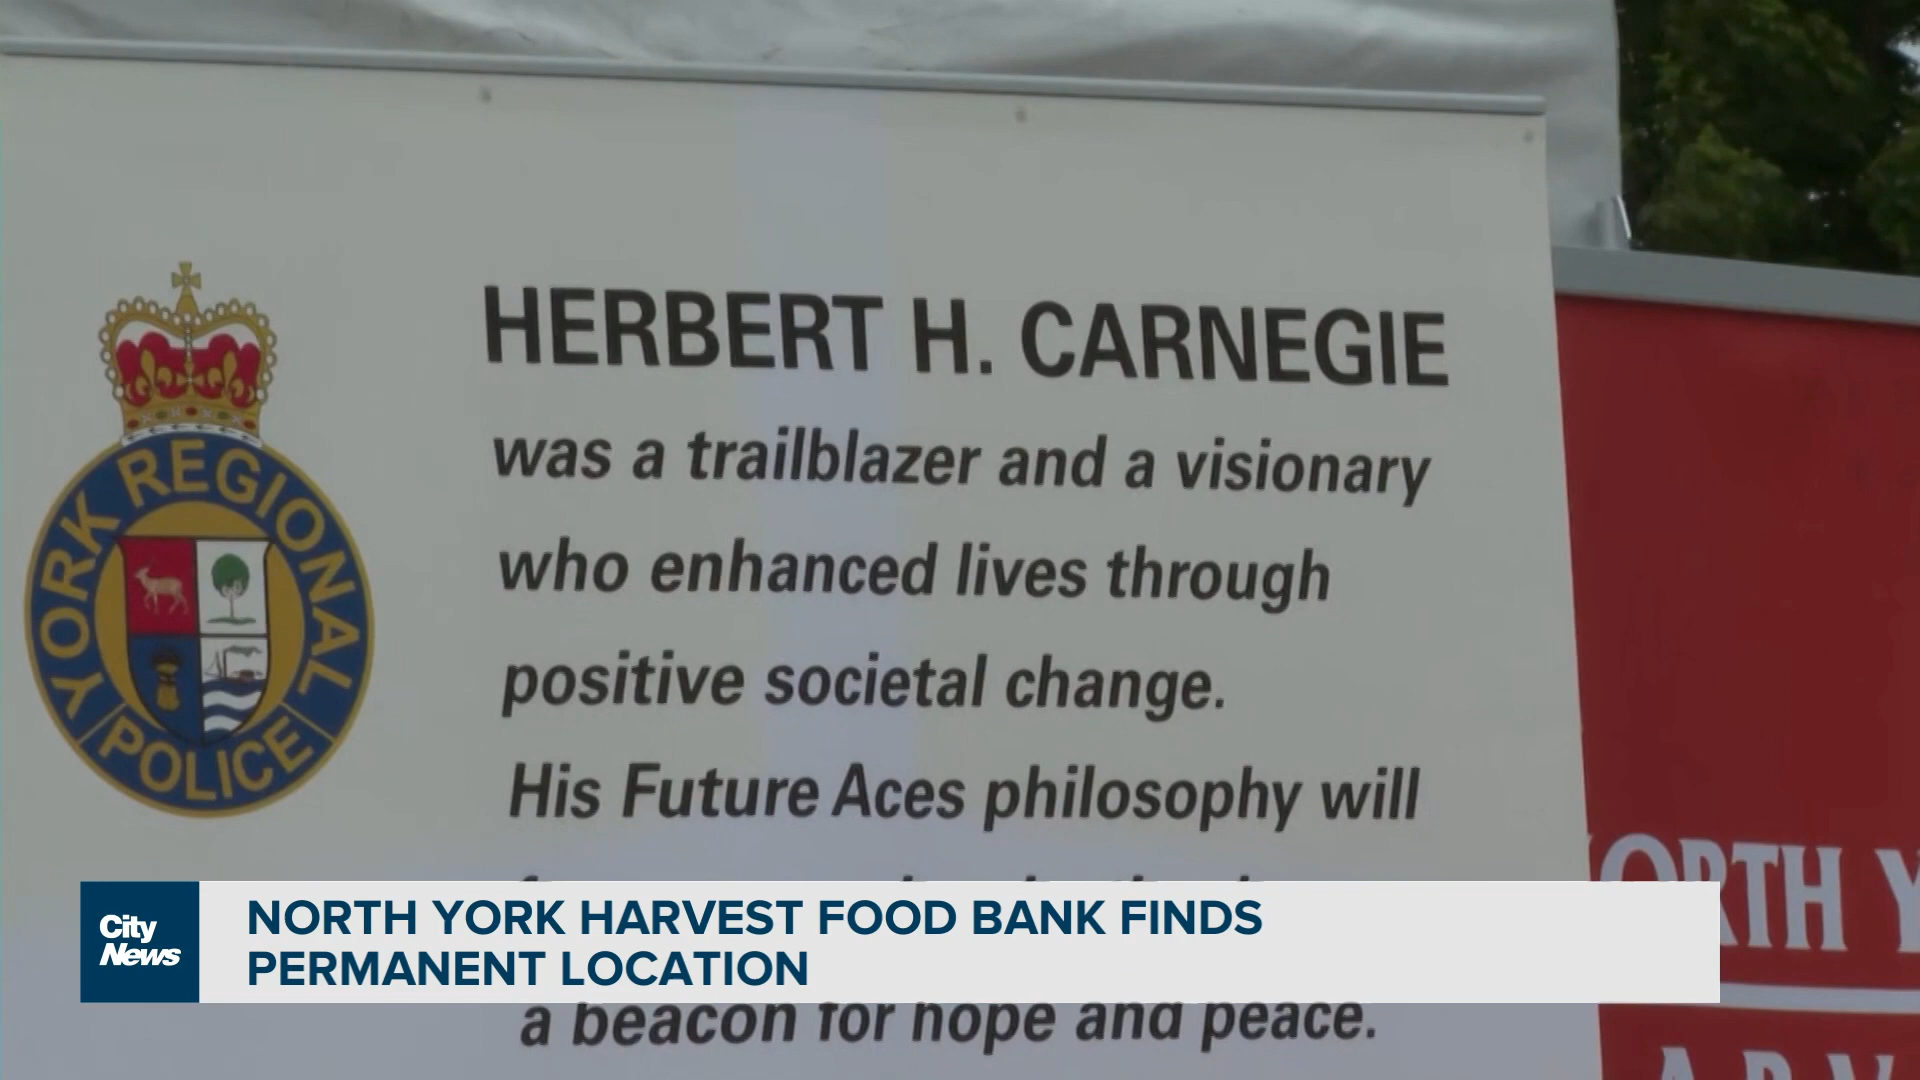 HERBERT H. CARNEGIE
was a trailblazer and a visionary
who enhanced lives through
positive societal change.
His Future Aces philosophy will
a beacon for hope and peace.
YORK REGIONAL
POLICE
ORTH Y
City
News
NORTH YORK HARVEST FOOD BANK FINDS
PERMANENT LOCATION